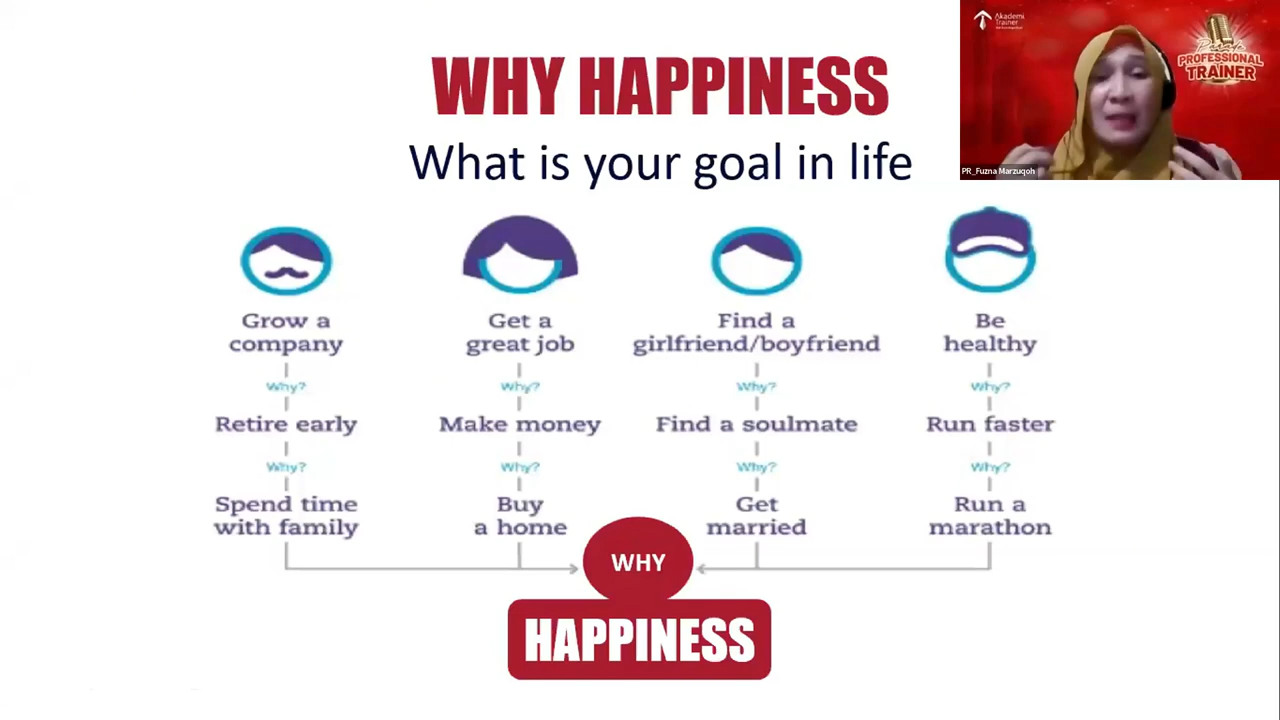 WHY HAPPINESS
What is your goal in life
Akademi
Trainer
PROFESSIONAL
TRAINER
PR_Fuzna Marzuqoh
Grow a
company
Why?
Retire early
Why?
Spend time
with family
Get a
great job
Why?
Make money
Why?
Buy
a home
Find a
girlfriend/boyfriend
Why?
Find a soulmate
Why?
Get
married
Be
healthy
Why?
Run faster
Why?
Run a
marathon
WHY
HAPPINESS